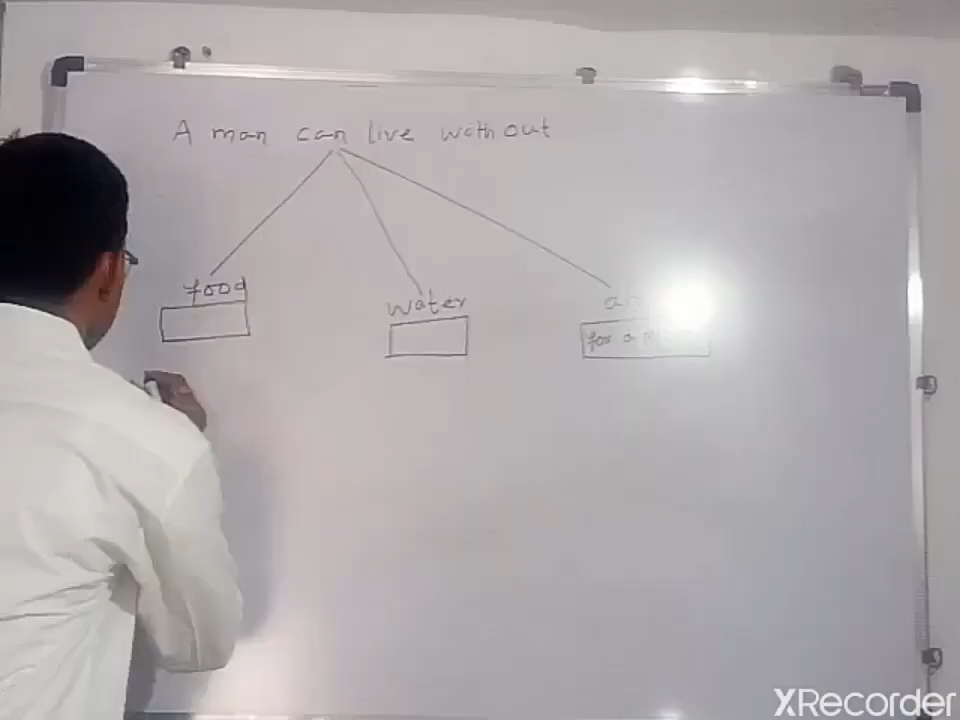 A man can live without
food
water
for a
XRecorder